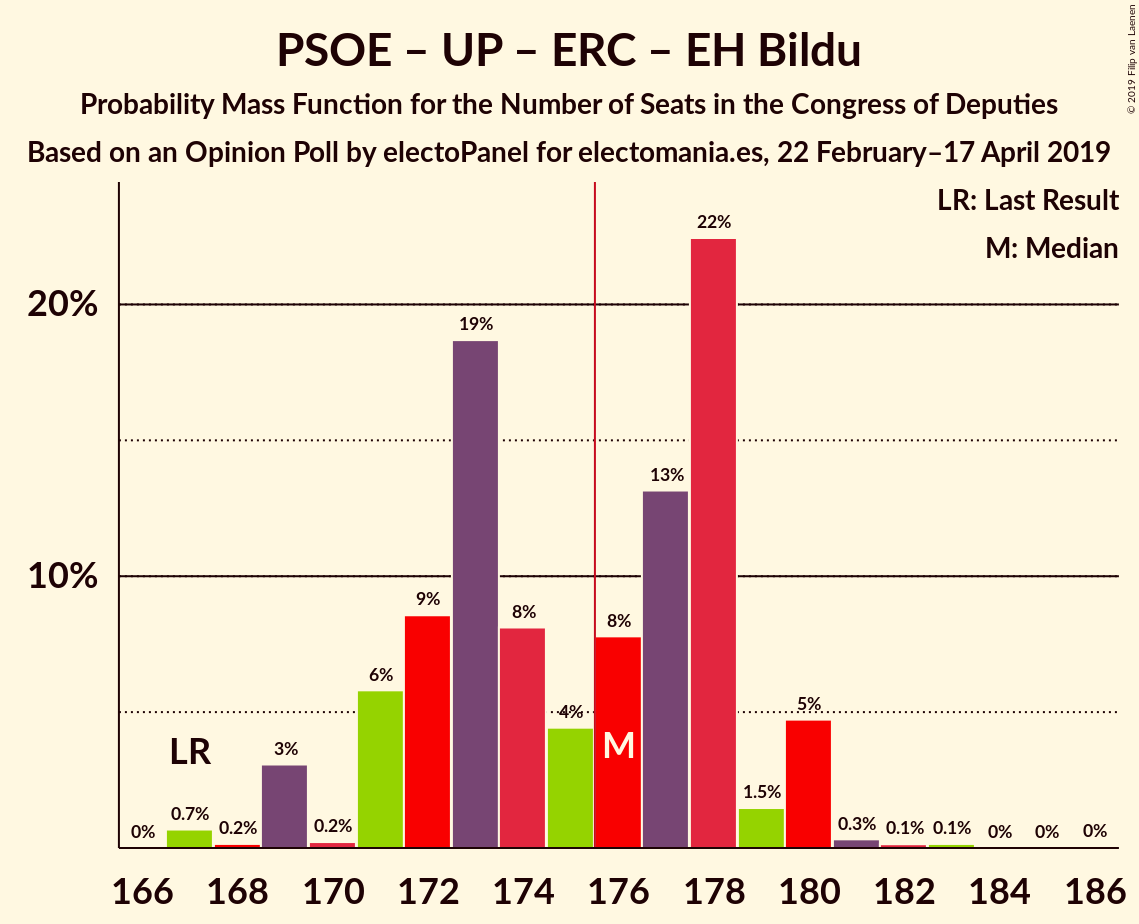 PSOE – UP – ERC – EH Bildu
Probability Mass Function for the Number of Seats in the Congress of Deputies
Based on an Opinion Poll by electoPanel for electomania.es, 22 February–17 April 2019
© 2019 Filip van Laenen
LR: Last Result
M: Median
20%
10%
0%
0.7%
0.2%
3%
0.2%
6%
9%
19%
8%
4%
8%
13%
22%
1.5%
5%
0.3%
0.1%
0.1%
0%
0%
0%
LR
M
166 168 170 172 174 176 178 180 182 184 186